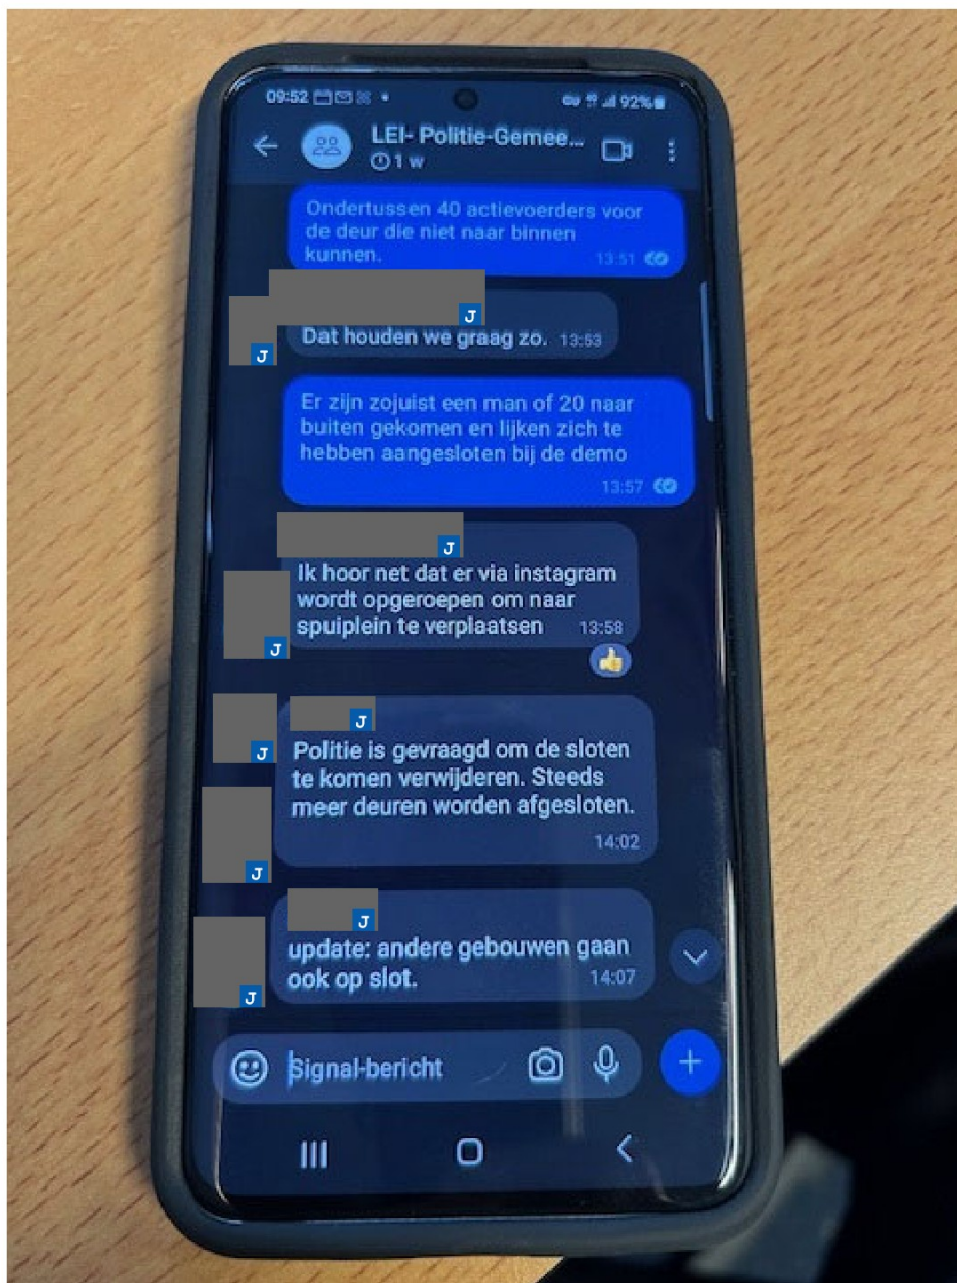 09:52
92%
LEI- Politie-Gemee...
1 w
Ondertussen 40 actievoerders voor
de deur die niet naar binnen
kunnen.
13:51
J
J
Dat houden we graag zo. 13:53
Er zijn zojuist een man of 20 naar
buiten gekomen en lijken zich te
hebben aangesloten bij de demo
13:57
J
Ik hoor net dat er via instagram
wordt opgeroepen om naar
spuiplein te verplaatsen 13:58
J
J
J
Politie is gevraagd om de sloten
te komen verwijderen. Steeds
meer deuren worden afgesloten.
14:02
J
J
update: andere gebouwen gaan
ook op slot. 14:07
J
Signal-bericht